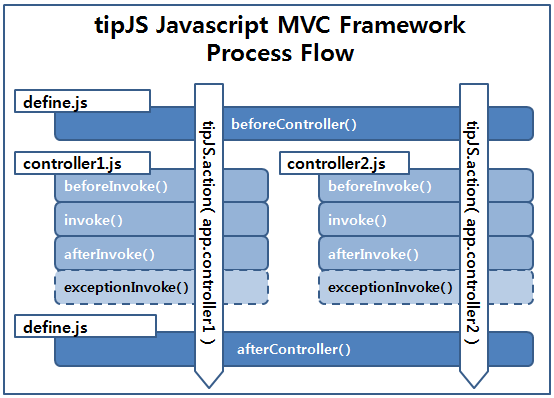 tipJS Javascript MVC Framework
Process Flow
define.js
beforeController()
controller1.js
beforeInvoke()
invoke()
afterInvoke()
exceptionInvoke()
controller2.js
beforeInvoke()
invoke()
afterInvoke()
exceptionInvoke()
define.js
afterController()
tipJS.action( app.controller1 )
tipJS.action( app.controller2 )